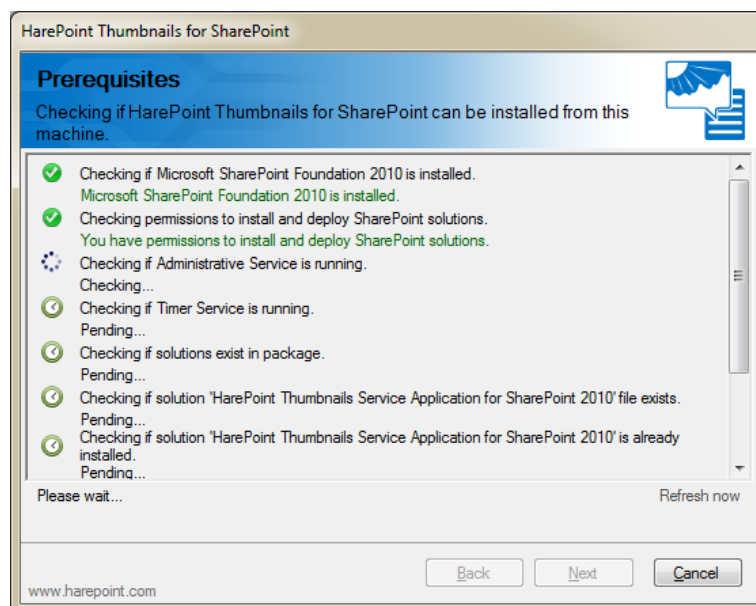 HarePoint Thumbnails for SharePoint
Prerequisites
Checking if HarePoint Thumbnails for SharePoint can be installed from this
machine.
Checking if Microsoft SharePoint Foundation 2010 is installed.
Microsoft SharePoint Foundation 2010 is installed.
Checking permissions to install and deploy SharePoint solutions.
You have permissions to install and deploy SharePoint solutions.
Checking if Administrative Service is running.
Checking...
Checking if Timer Service is running.
Pending...
Checking if solutions exist in package.
Pending...
Checking if solution 'HarePoint Thumbnails Service Application for SharePoint 2010' file exists.
Pending...
Checking if solution 'HarePoint Thumbnails Service Application for SharePoint 2010' is already
installed.
Pending...
Please wait...
Refresh now
Back
Next
Cancel
www.harepoint.com